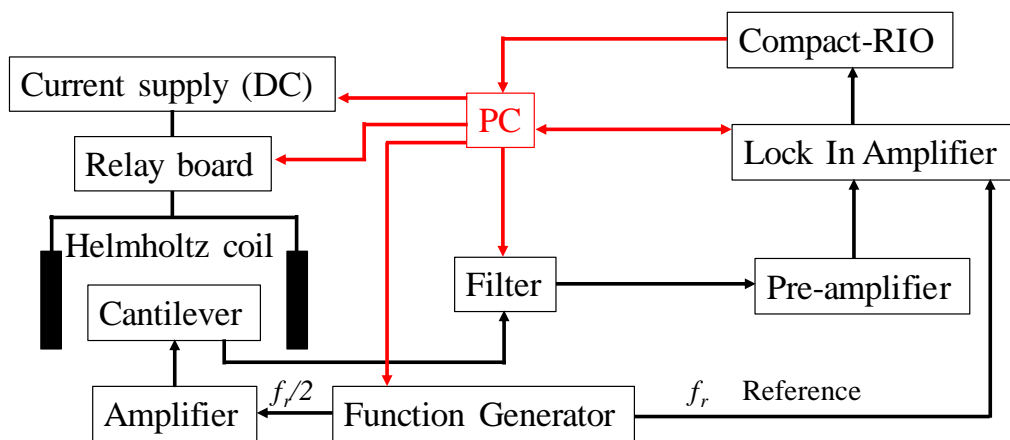 Compact-RIO
Current supply (DC)
PC
Lock In Amplifier
Relay board
Helmholtz coil
Filter
Pre-amplifier
Cantilever
Amplifier
fr/2
Function Generator
fr Reference